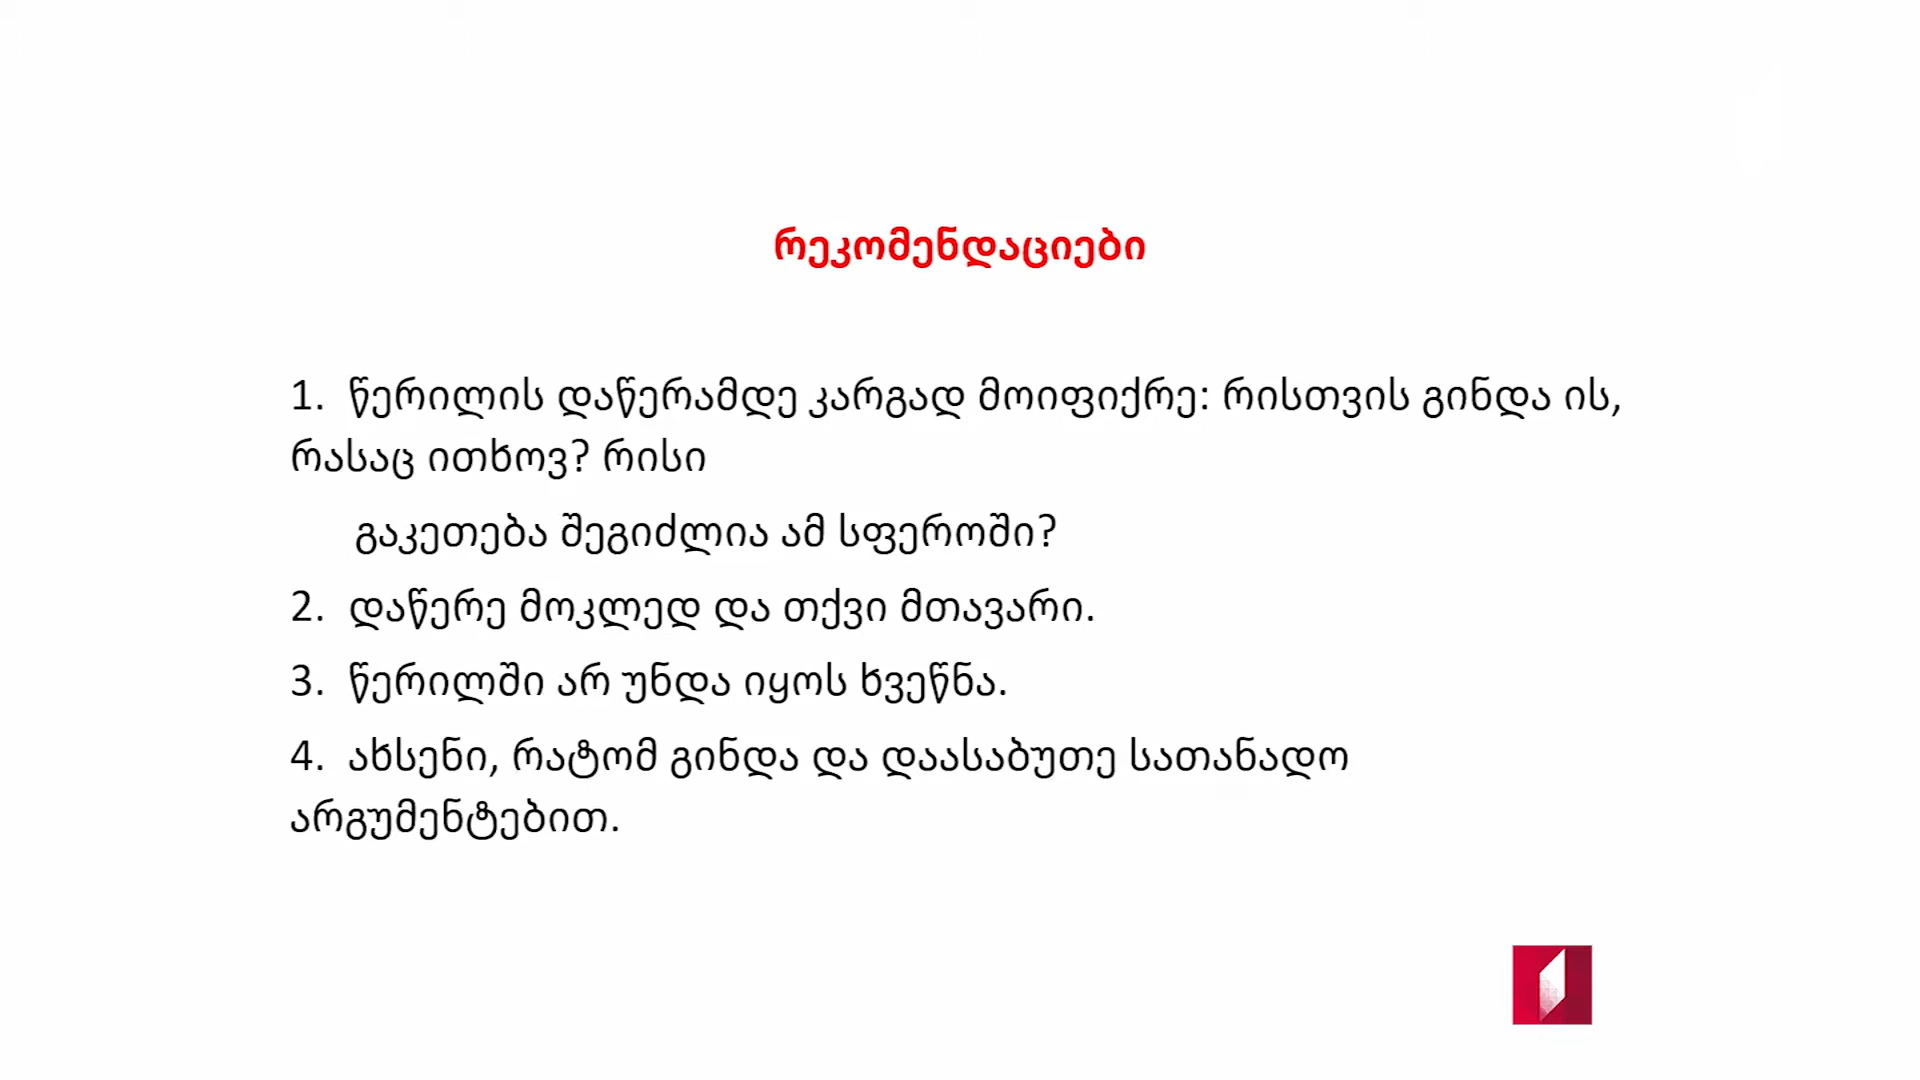 რეკომენდაციები
1. წერილის დაწერამდე კარგად მოიფიქრე: რისთვის გინდა ის,
რასაც ითხოვ? რისი
გაკეთება შეგიძლია ამ სფეროში?
2. დაწერე მოკლედ და თქვი მთავარი.
3. წერილში არ უნდა იყოს ხვეწნა.
4. ახსენი, რატომ გინდა და დაასაბუთე სათანადო
არგუმენტებით.